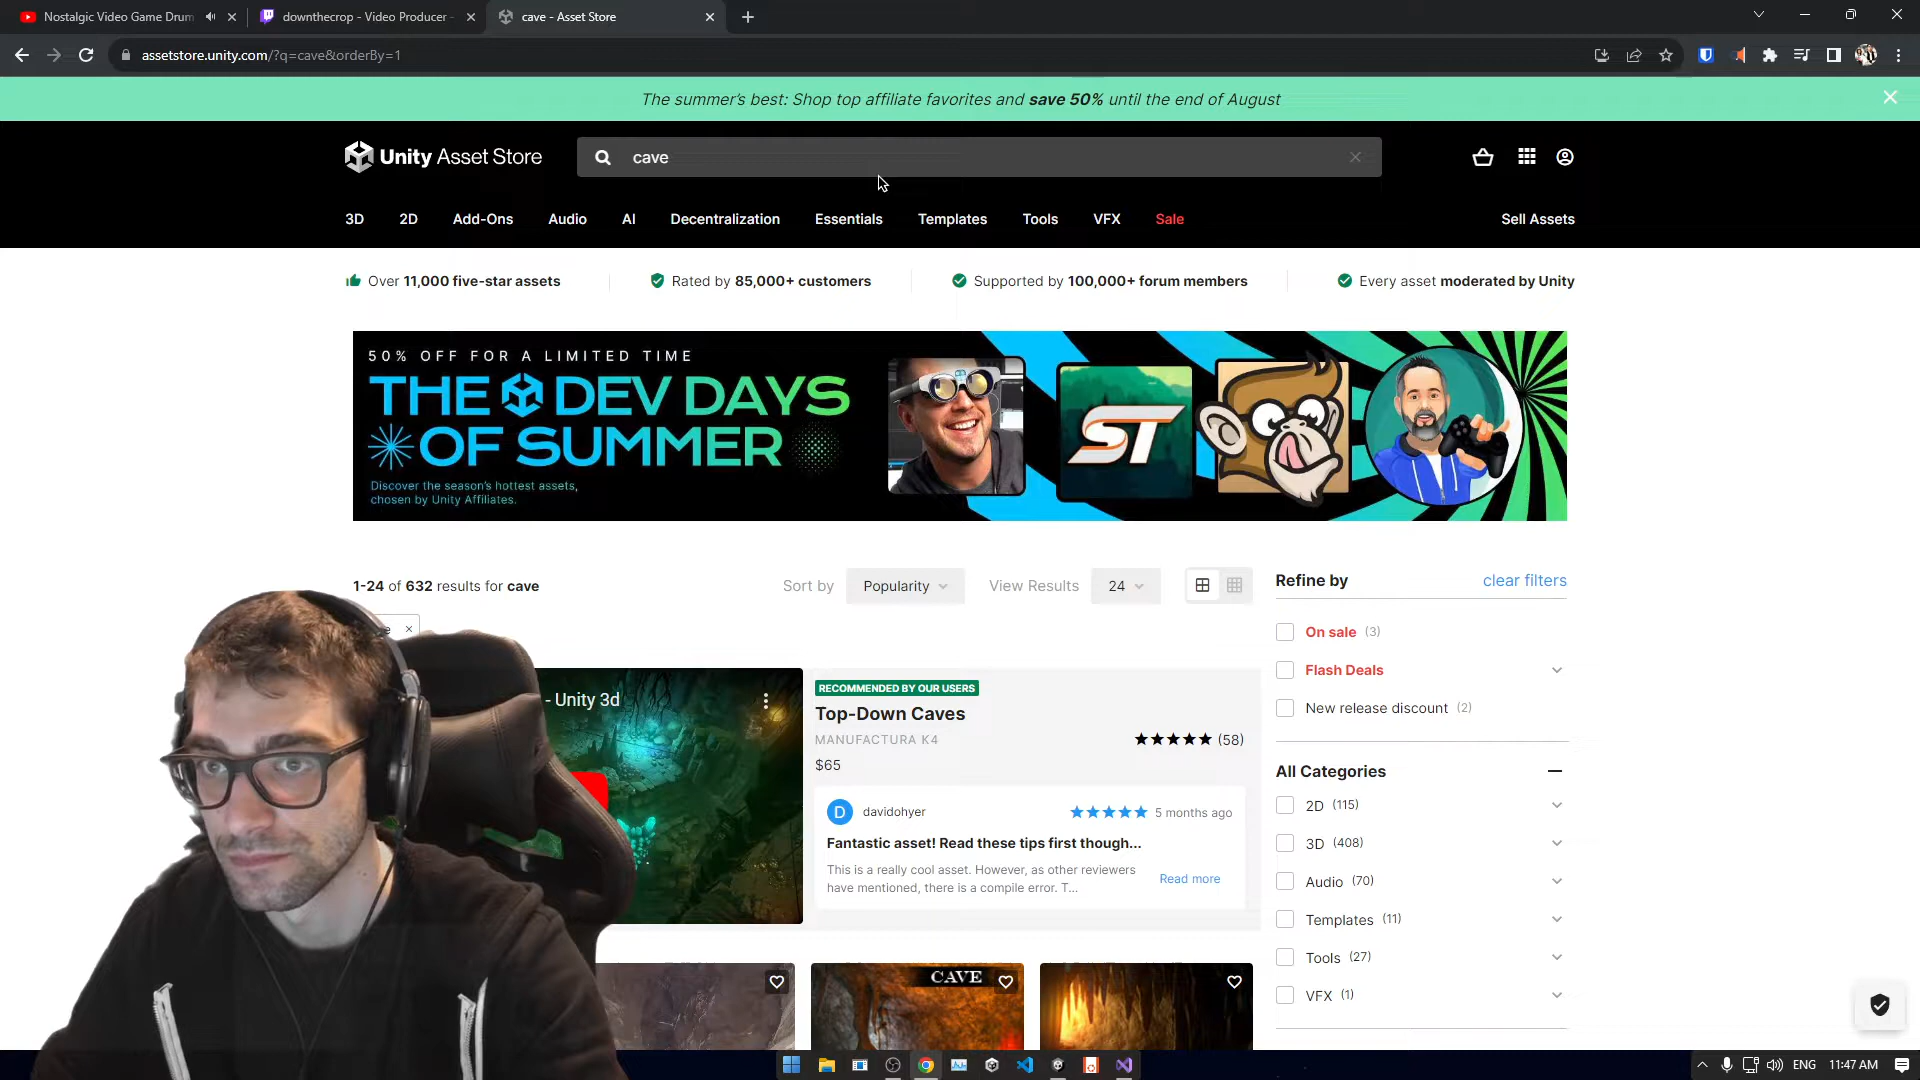 Nostalgic Video Game Drum
downthecrop - Video Producer -
cave - Asset Store
assetstore.unity.com/?q=cave&orderBy=1
The summer's best: Shop top affiliate favorites and save 50% until the end of August
Unity Asset Store
cave
3D 2D Add-Ons Audio AI Decentralization Essentials Templates Tools VFX Sale Sell Assets
Over 11,000 five-star assets
Rated by 85,000+ customers
Supported by 100,000+ forum members
Every asset moderated by Unity
50% OFF FOR A LIMITED TIME
THE DEV DAYS
OF SUMMER
Discover the season's hottest assets,
chosen by Unity Affiliates.
ST
1-24 of 632 results for cave
Sort by Popularity
View Results 24
Refine by clear filters
On sale (3)
Flash Deals
New release discount (2)
- Unity 3d
RECOMMENDED BY OUR USERS
Top-Down Caves
MANUFACTURA K4
(58)
$65
D davidohyer 5 months ago
Fantastic asset! Read these tips first though...
This is a really cool asset. However, as other reviewers
have mentioned, there is a compile error. T...
Read more
All Categories
2D (115)
3D (408)
Audio (70)
Templates (11)
Tools (27)
VFX (1)
CAVE
ENG 11:47 AM